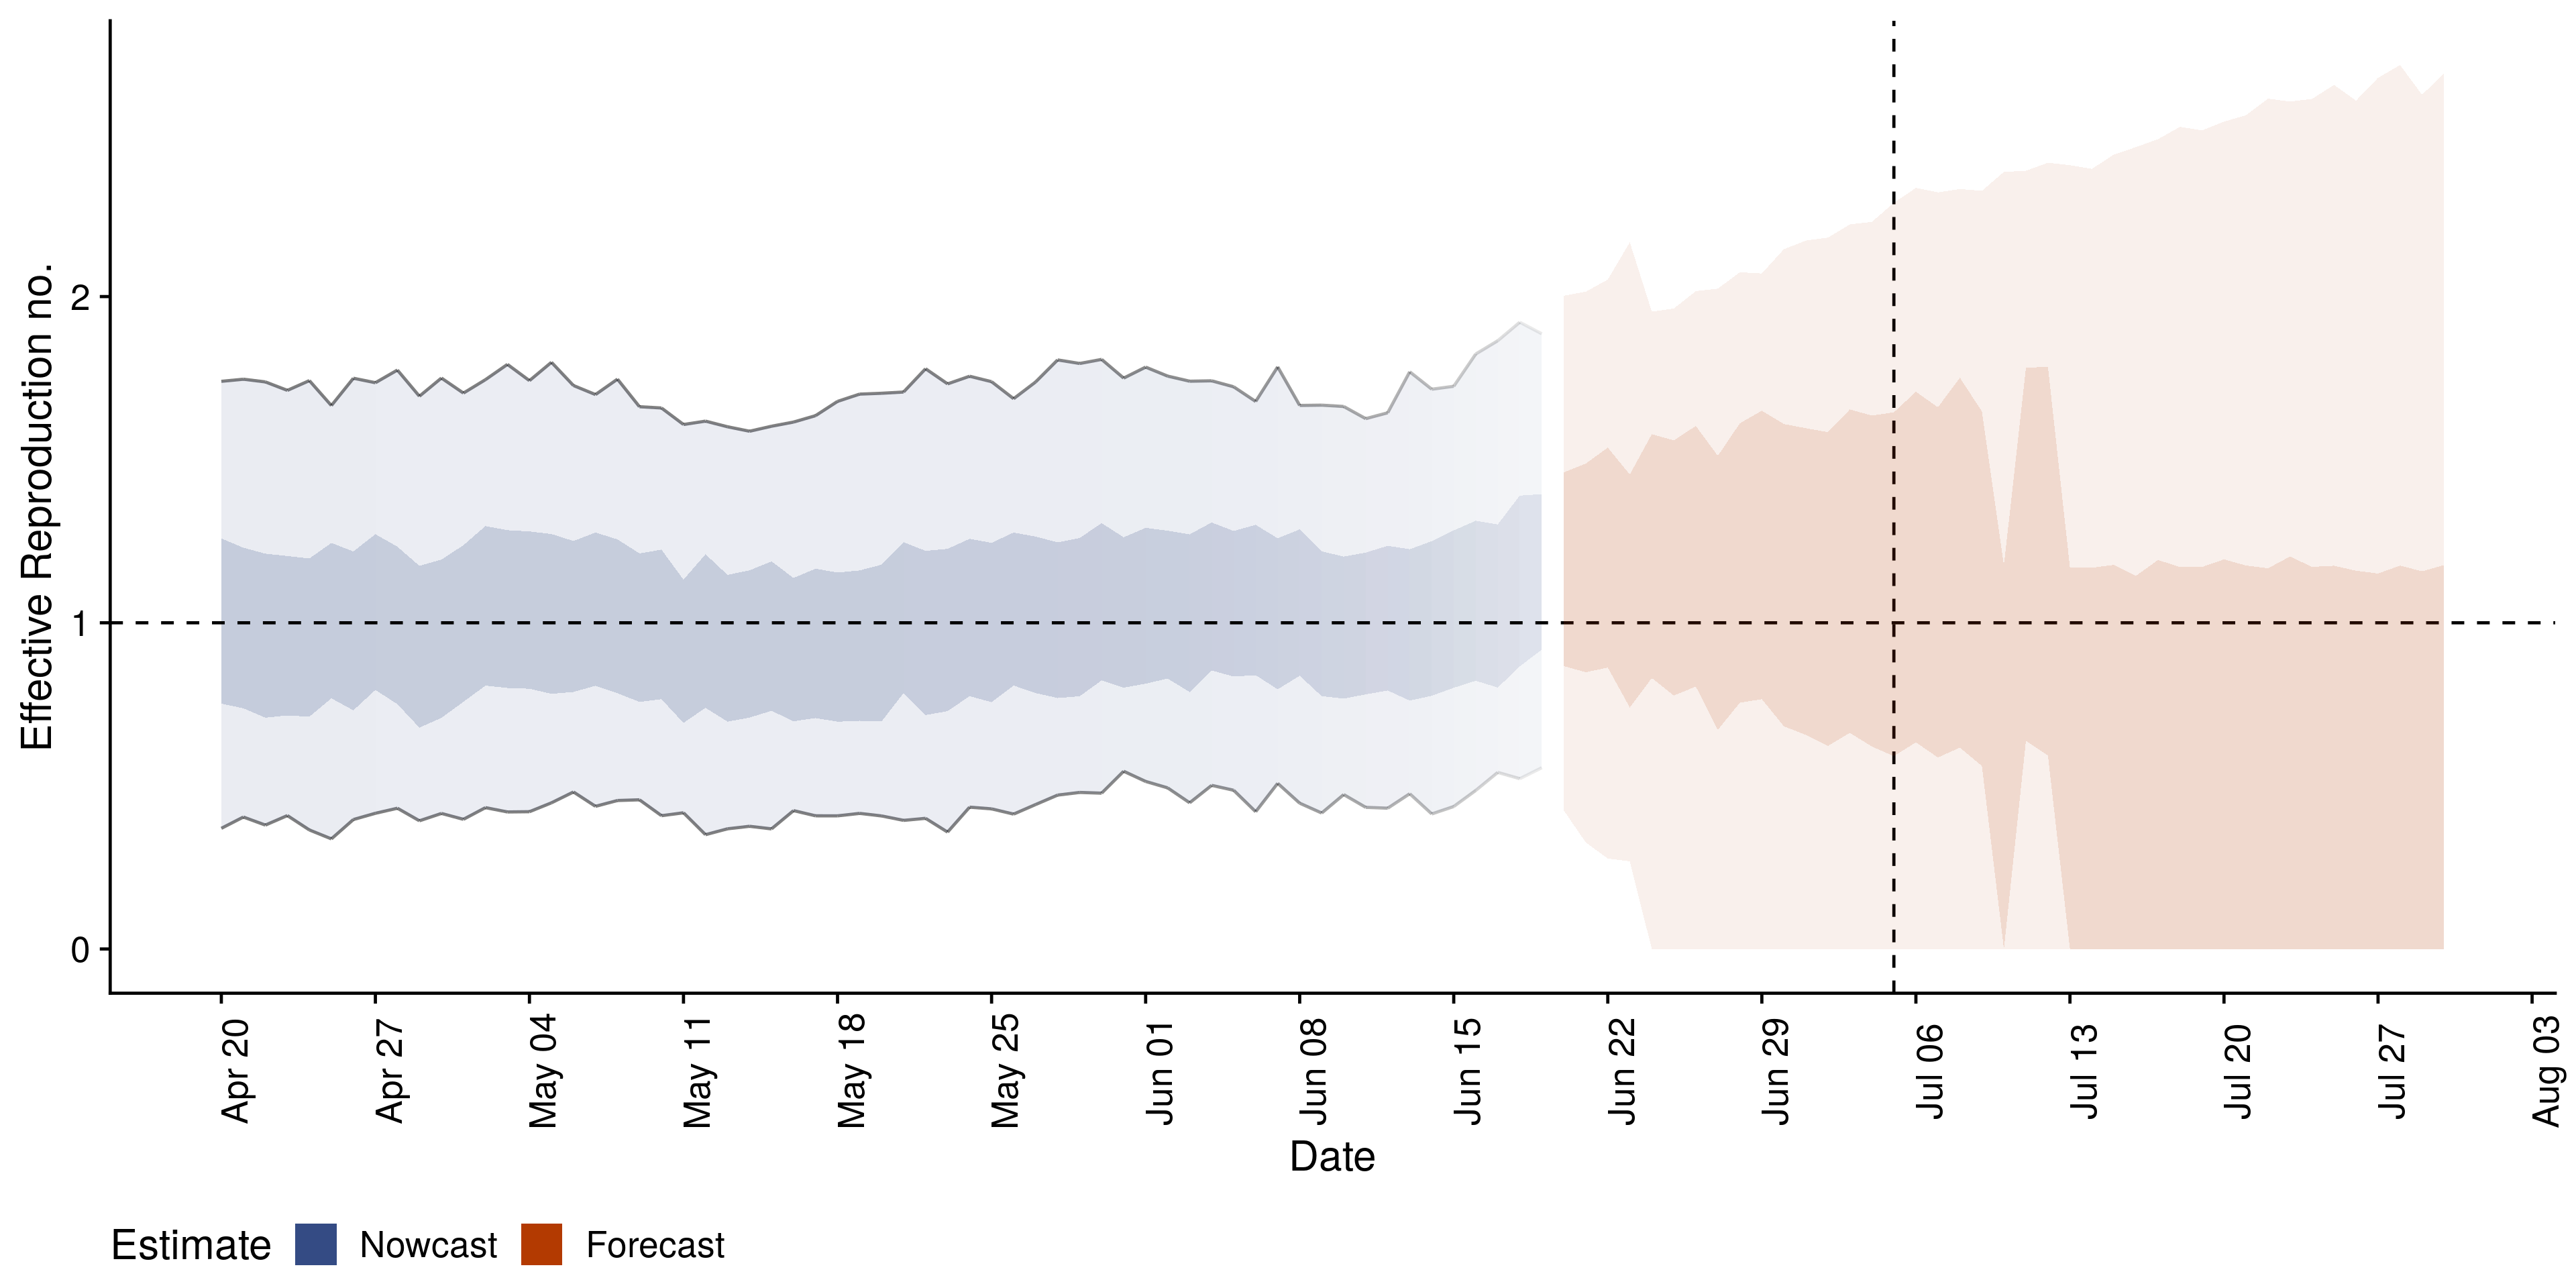 Effective Reproduction no.
2
1
0
Apr 20
Apr 27
May 04
May 11
May 18
May 25
Jun 01
Jun 08
Jun 15
Jun 22
Jun 29
Jul 06
Jul 13
Jul 20
Jul 27
Aug 03
Date
Estimate Nowcast Forecast